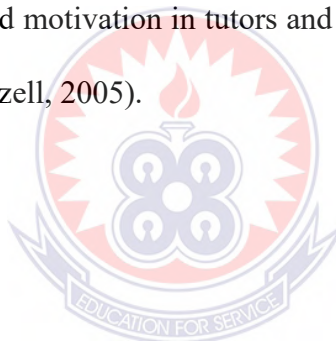 d motivation in tutors and
zell, 2005).
EDUCATION FOR SERVICE